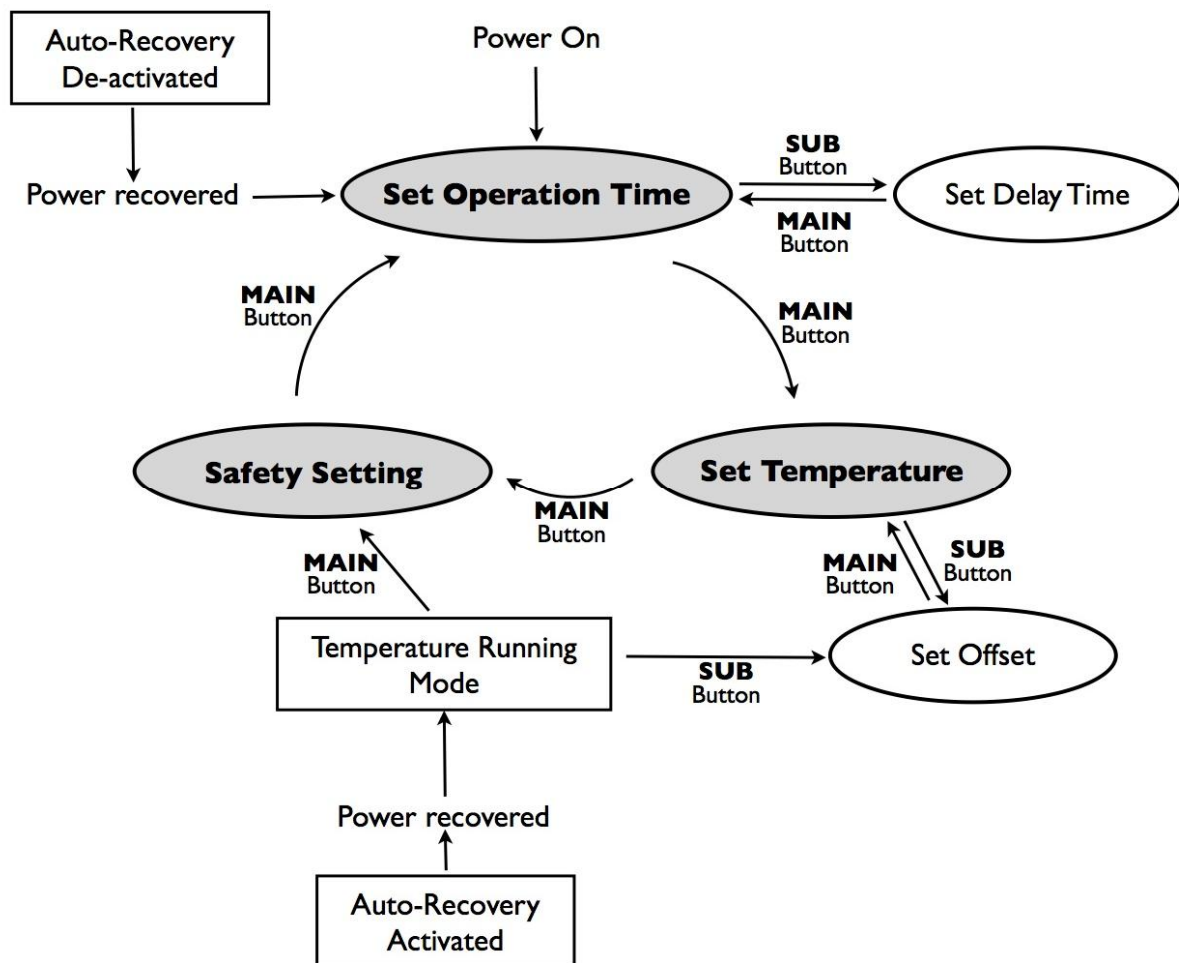 Auto-Recovery
De-activated
Power On
Power recovered
Set Operation Time
SUB
Button
MAIN
Button
Set Delay Time
MAIN
Button
MAIN
Button
Safety Setting
Set Temperature
MAIN
Button
MAIN
Button
MAIN
Button
SUB
Button
Temperature Running
Mode
SUB
Button
Set Offset
Power recovered
Auto-Recovery
Activated